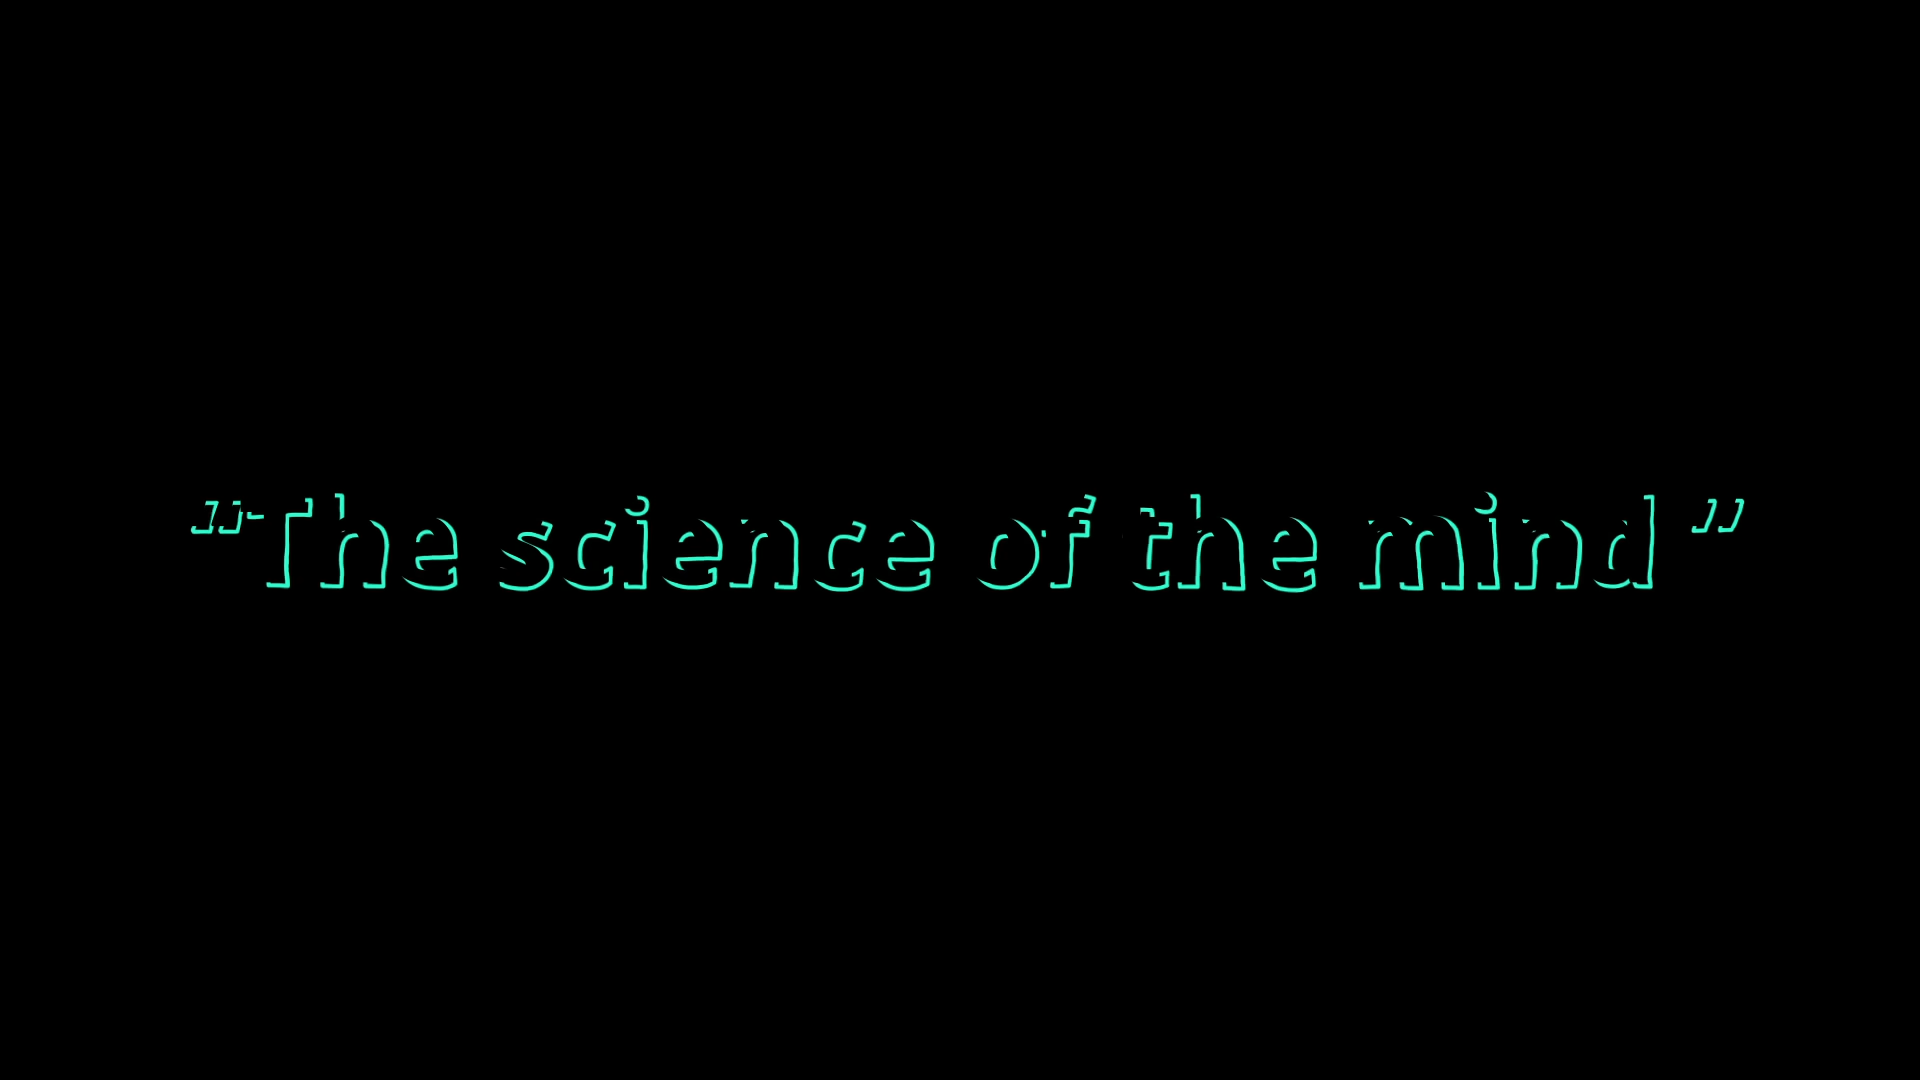 “The science of the mind ”